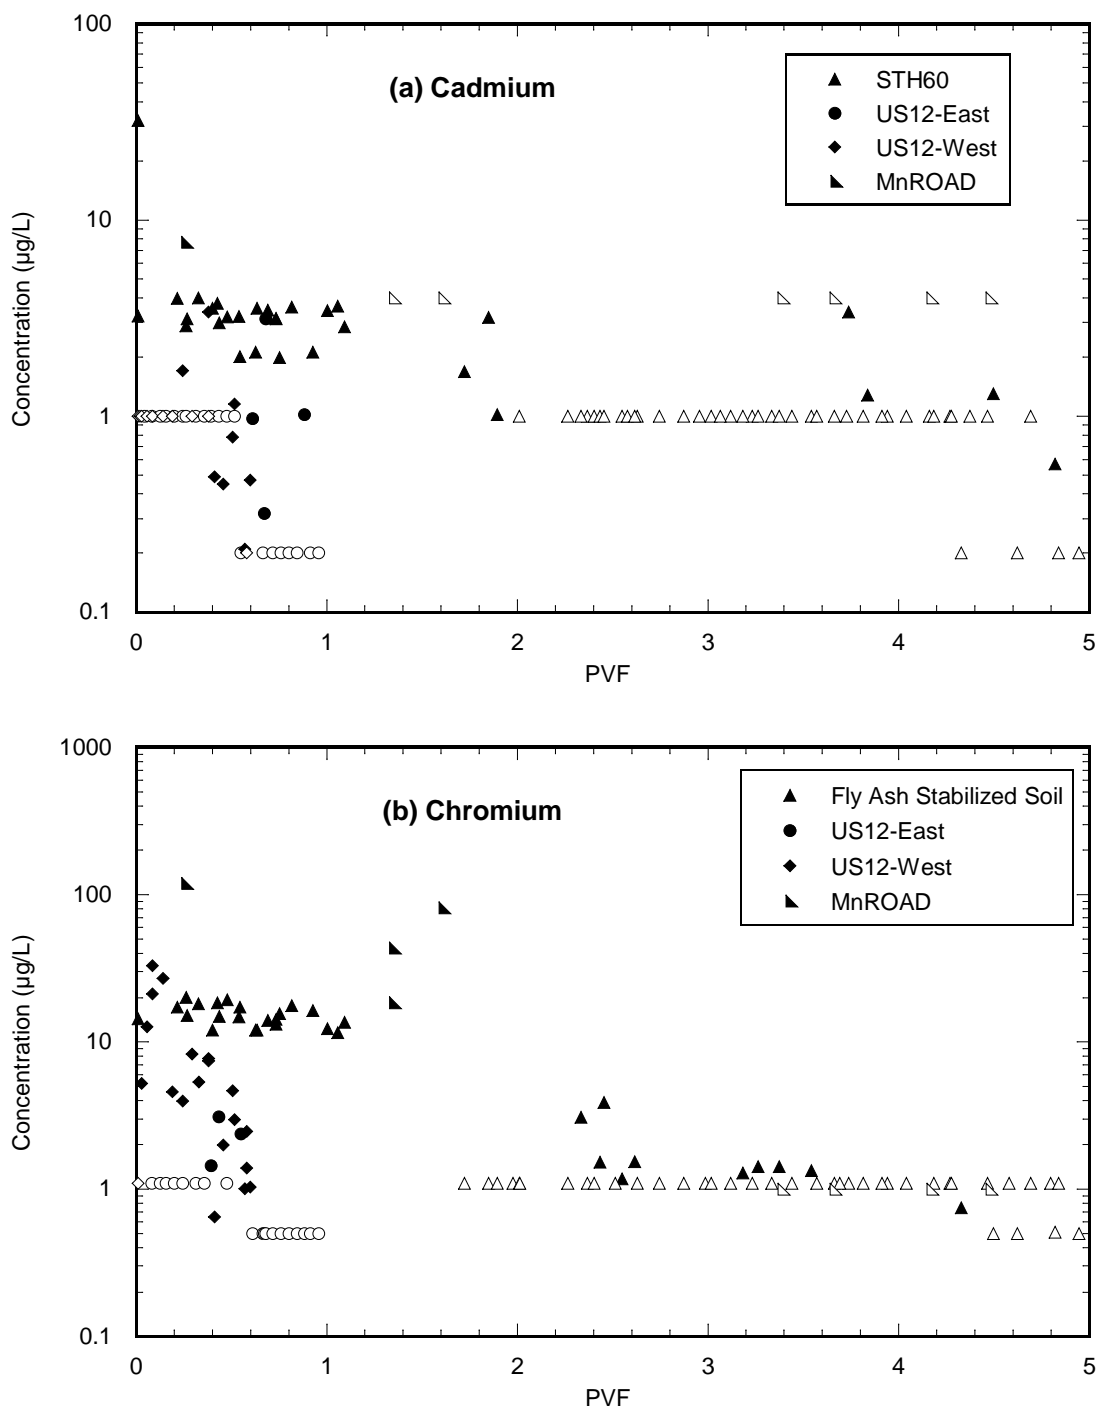 100
(a) Cadmium
STH60
US12-East
US12-West
MnROAD
10
1
0.1
Concentration (µg/L)
0 1 2 3 4 5
PVF
1000
(b) Chromium
Fly Ash Stabilized Soil
US12-East
US12-West
MnROAD
100
10
1
0.1
Concentration (µg/L)
0 1 2 3 4 5
PVF